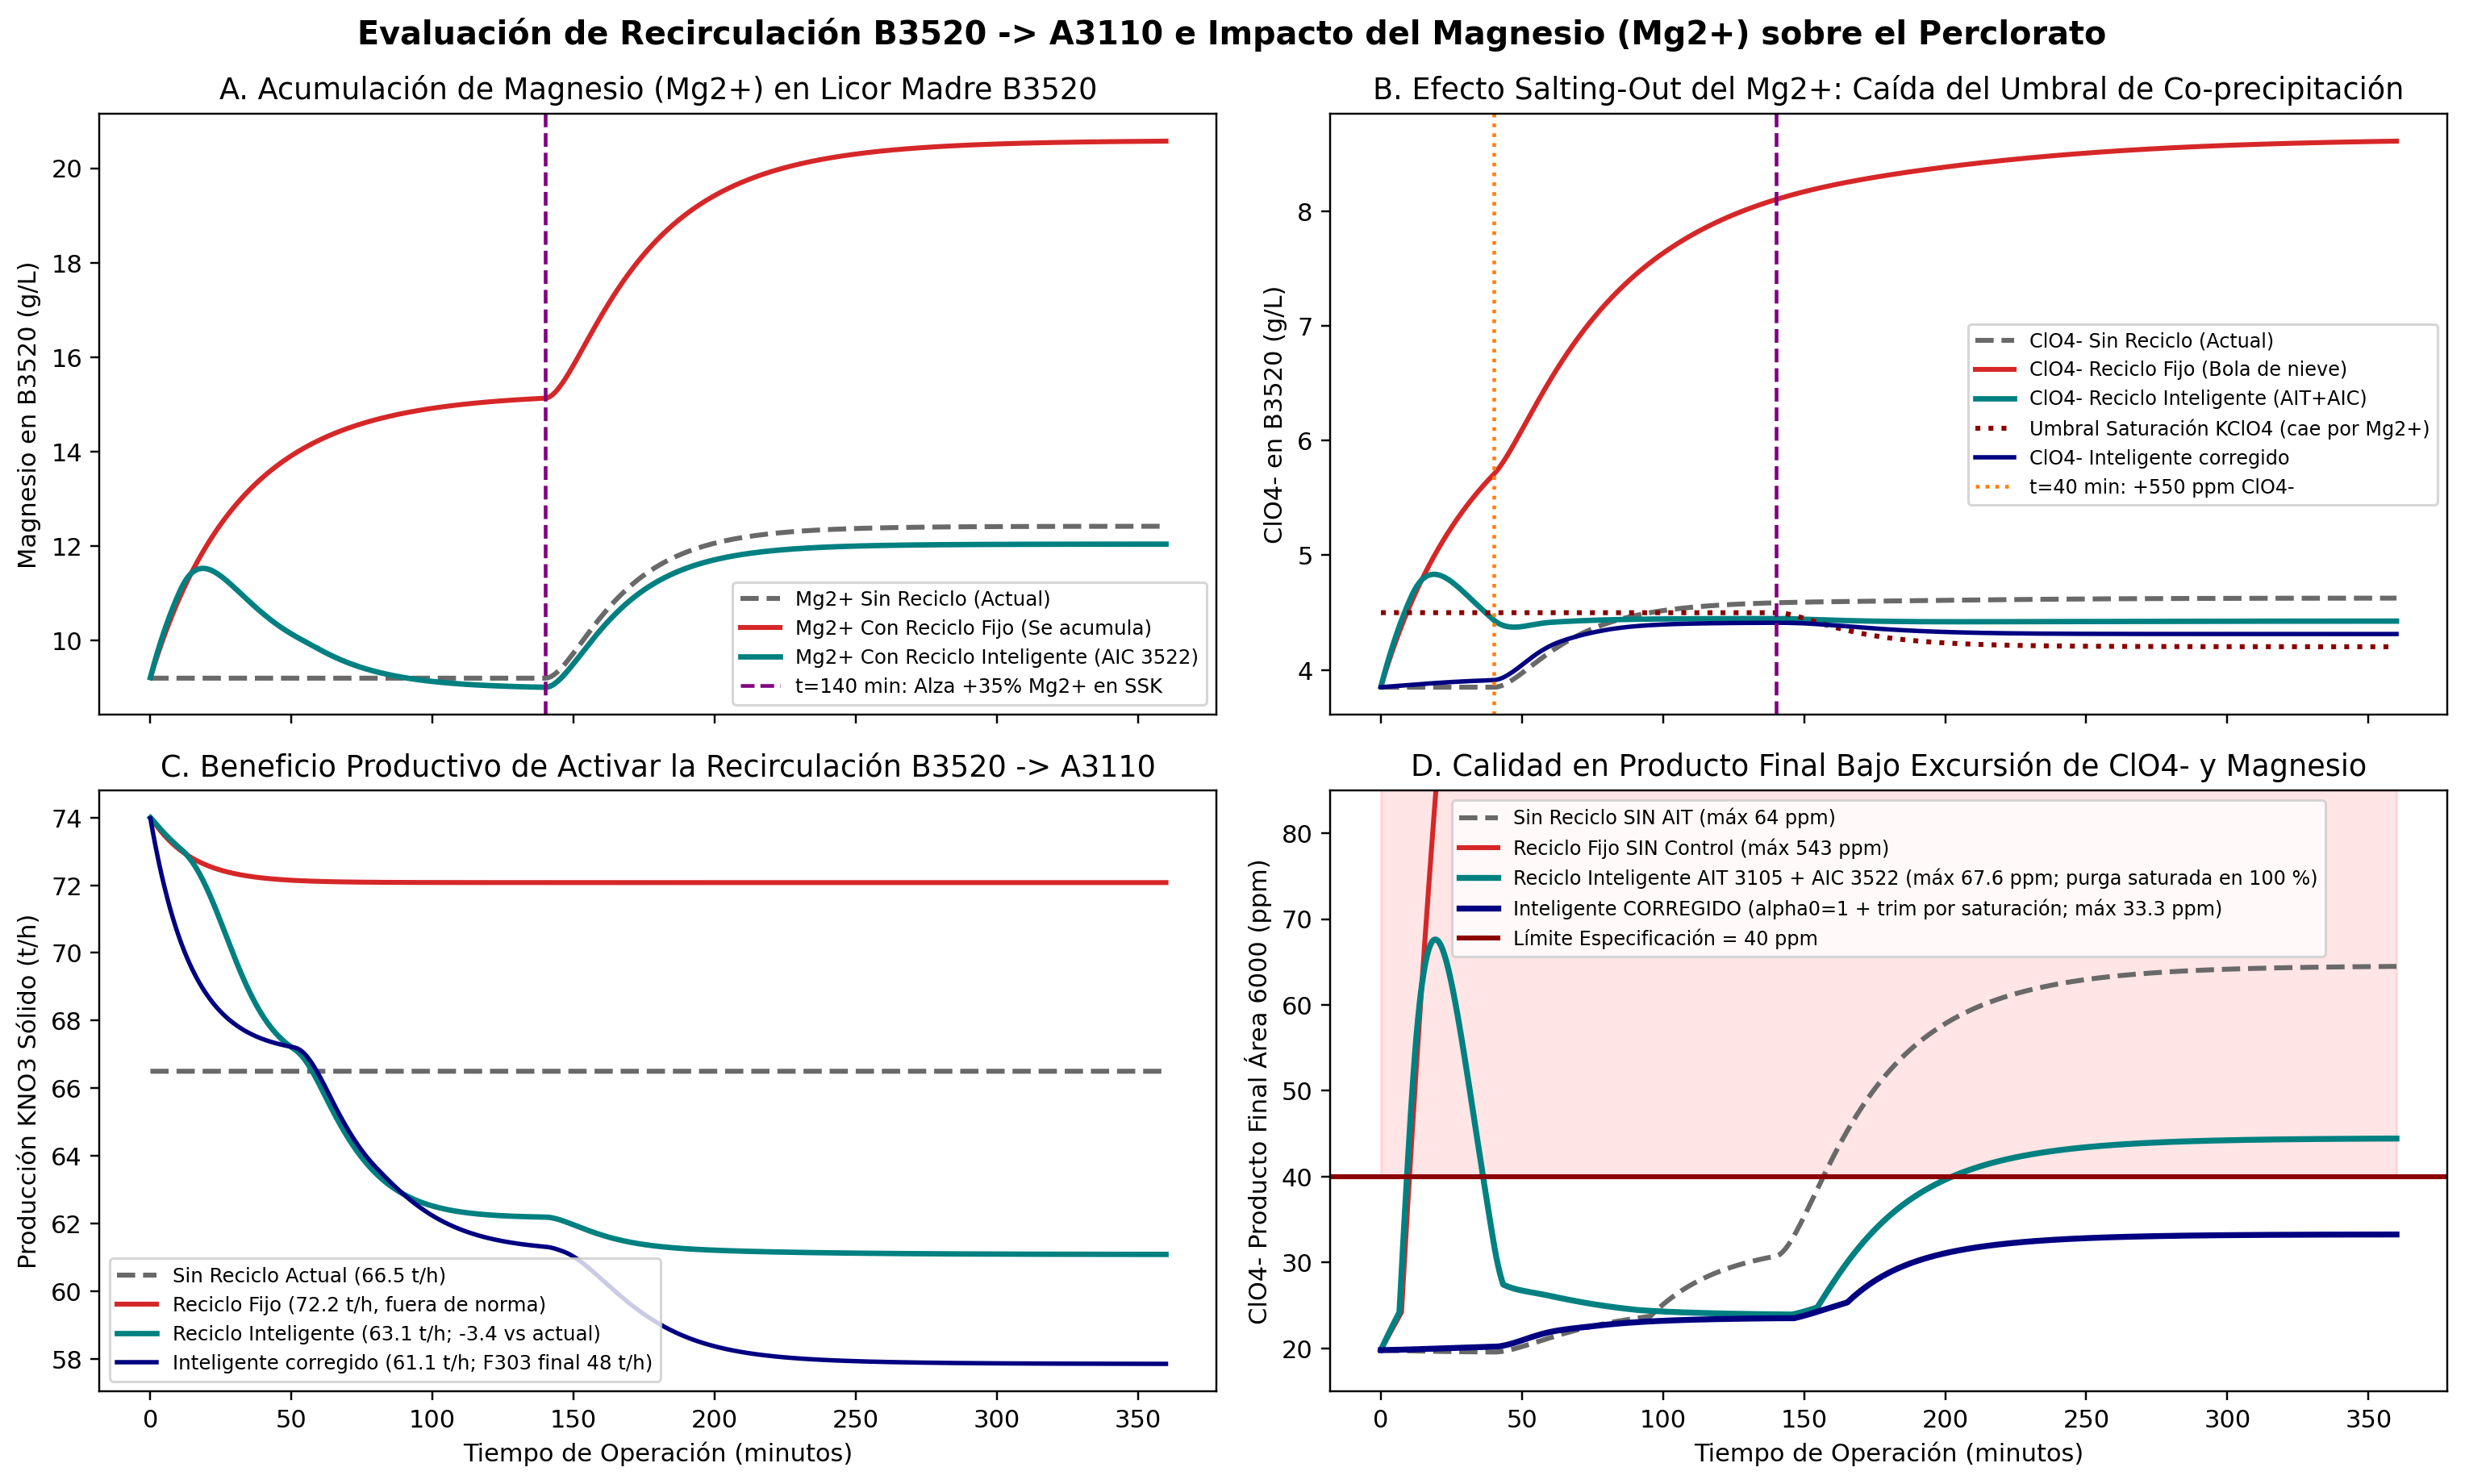 Evaluación de Recirculación B3520 -> A3110 e Impacto del Magnesio (Mg2+) sobre el Perclorato
A. Acumulación de Magnesio (Mg2+) en Licor Madre B3520
Magnesio en B3520 (g/L)
20
18
16
14
12
10
Mg2+ Sin Reciclo (Actual)
Mg2+ Con Reciclo Fijo (Se acumula)
Mg2+ Con Reciclo Inteligente (AIC 3522)
t=140 min: Alza +35% Mg2+ en SSK
B. Efecto Salting-Out del Mg2+: Caída del Umbral de Co-precipitación
ClO4- en B3520 (g/L)
8
7
6
5
4
ClO4- Sin Reciclo (Actual)
ClO4- Reciclo Fijo (Bola de nieve)
ClO4- Reciclo Inteligente (AIT+AIC)
Umbral Saturación KClO4 (cae por Mg2+)
ClO4- Inteligente corregido
t=40 min: +550 ppm ClO4-
C. Beneficio Productivo de Activar la Recirculación B3520 -> A3110
Producción KNO3 Sólido (t/h)
74
72
70
68
66
64
62
60
58
Sin Reciclo Actual (66.5 t/h)
Reciclo Fijo (72.2 t/h, fuera de norma)
Reciclo Inteligente (63.1 t/h; -3.4 vs actual)
Inteligente corregido (61.1 t/h; F303 final 48 t/h)
0 50 100 150 200 250 300 350
Tiempo de Operación (minutos)
D. Calidad en Producto Final Bajo Excursión de ClO4- y Magnesio
ClO4- Producto Final Área 6000 (ppm)
80
70
60
50
40
30
20
Sin Reciclo SIN AIT (máx 64 ppm)
Reciclo Fijo SIN Control (máx 543 ppm)
Reciclo Inteligente AIT 3105 + AIC 3522 (máx 67.6 ppm; purga saturada en 100 %)
Inteligente CORREGIDO (alpha0=1 + trim por saturación; máx 33.3 ppm)
Límite Especificación = 40 ppm
0 50 100 150 200 250 300 350
Tiempo de Operación (minutos)